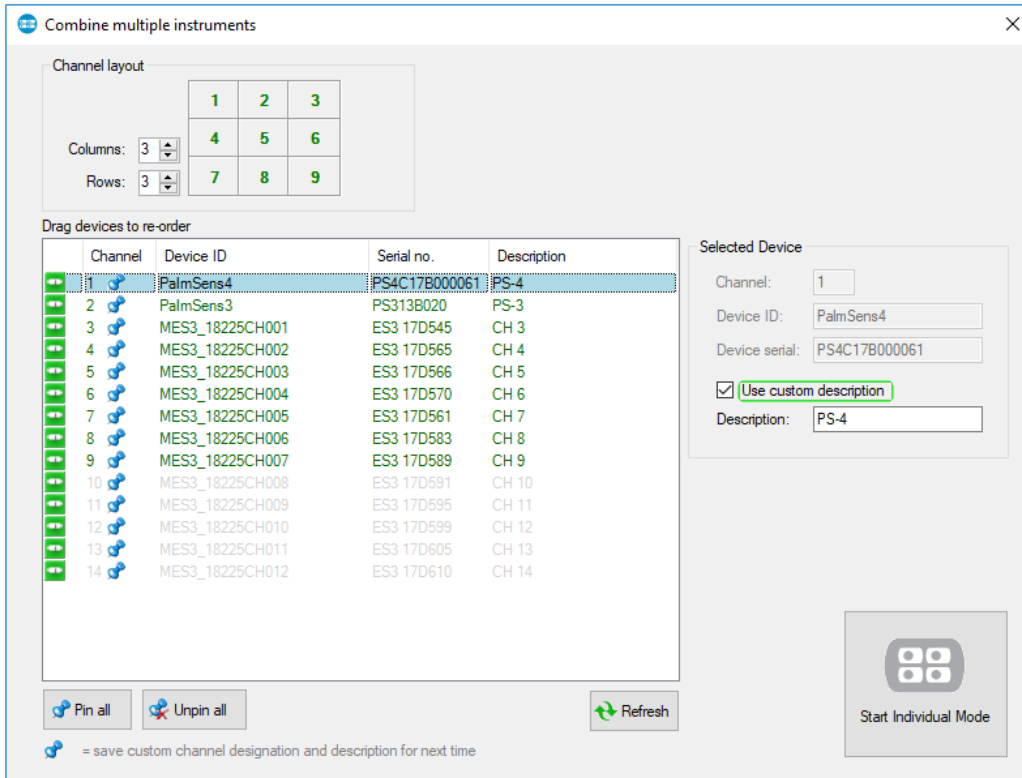 Combine multiple instruments
Channel layout
1 2 3
4 5 6
7 8 9
Columns: 3
Rows: 3
Drag devices to re-order
Channel Device ID Serial no. Description
1 PalmSens4 PS4C17B000061 PS-4
2 PalmSens3 PS313B020 PS-3
3 MES3_18225CH001 ES3 17D545 CH 3
4 MES3_18225CH002 ES3 17D565 CH 4
5 MES3_18225CH003 ES3 17D566 CH 5
6 MES3_18225CH004 ES3 17D570 CH 6
7 MES3_18225CH005 ES3 17D561 CH 7
8 MES3_18225CH006 ES3 17D583 CH 8
9 MES3_18225CH007 ES3 17D589 CH 9
10 MES3_18225CH008 ES3 17D591 CH 10
11 MES3_18225CH009 ES3 17D595 CH 11
12 MES3_18225CH010 ES3 17D599 CH 12
13 MES3_18225CH011 ES3 17D605 CH 13
14 MES3_18225CH012 ES3 17D610 CH 14
Selected Device
Channel: 1
Device ID: PalmSens4
Device serial: PS4C17B000061
Use custom description
Description: PS-4
Pin all Unpin all Refresh
= save custom channel designation and description for next time
Start Individual Mode